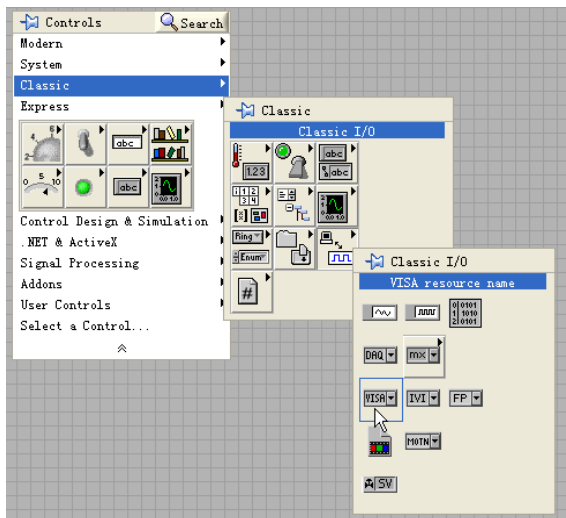 Controls
Search
Modern
System
Classic
Express
abc
abc
Control Design & Simulation
.NET & ActiveX
Signal Processing
Addons
User Controls
Select a Control...
Classic
Classic I/O
1.23
abc
%abc
Ring
Enum
#
Classic I/O
VISA resource name
DAQ
mx
VISA
IVI
FP
MOTN
SV